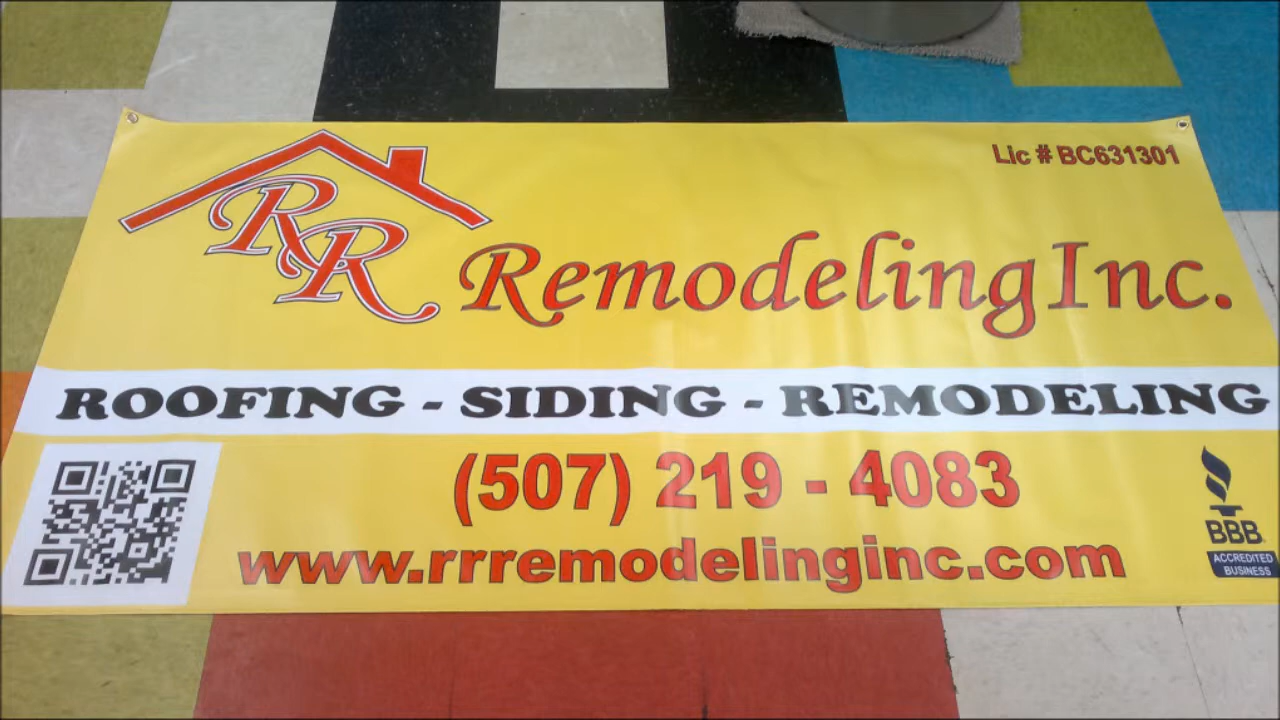 Lic # BC631301
RR RemodelingInc.
ROOFING - SIDING - REMODELING
(507) 219 - 4083
www.rrremodelinginc.com
BBB
ACCREDITED
BUSINESS